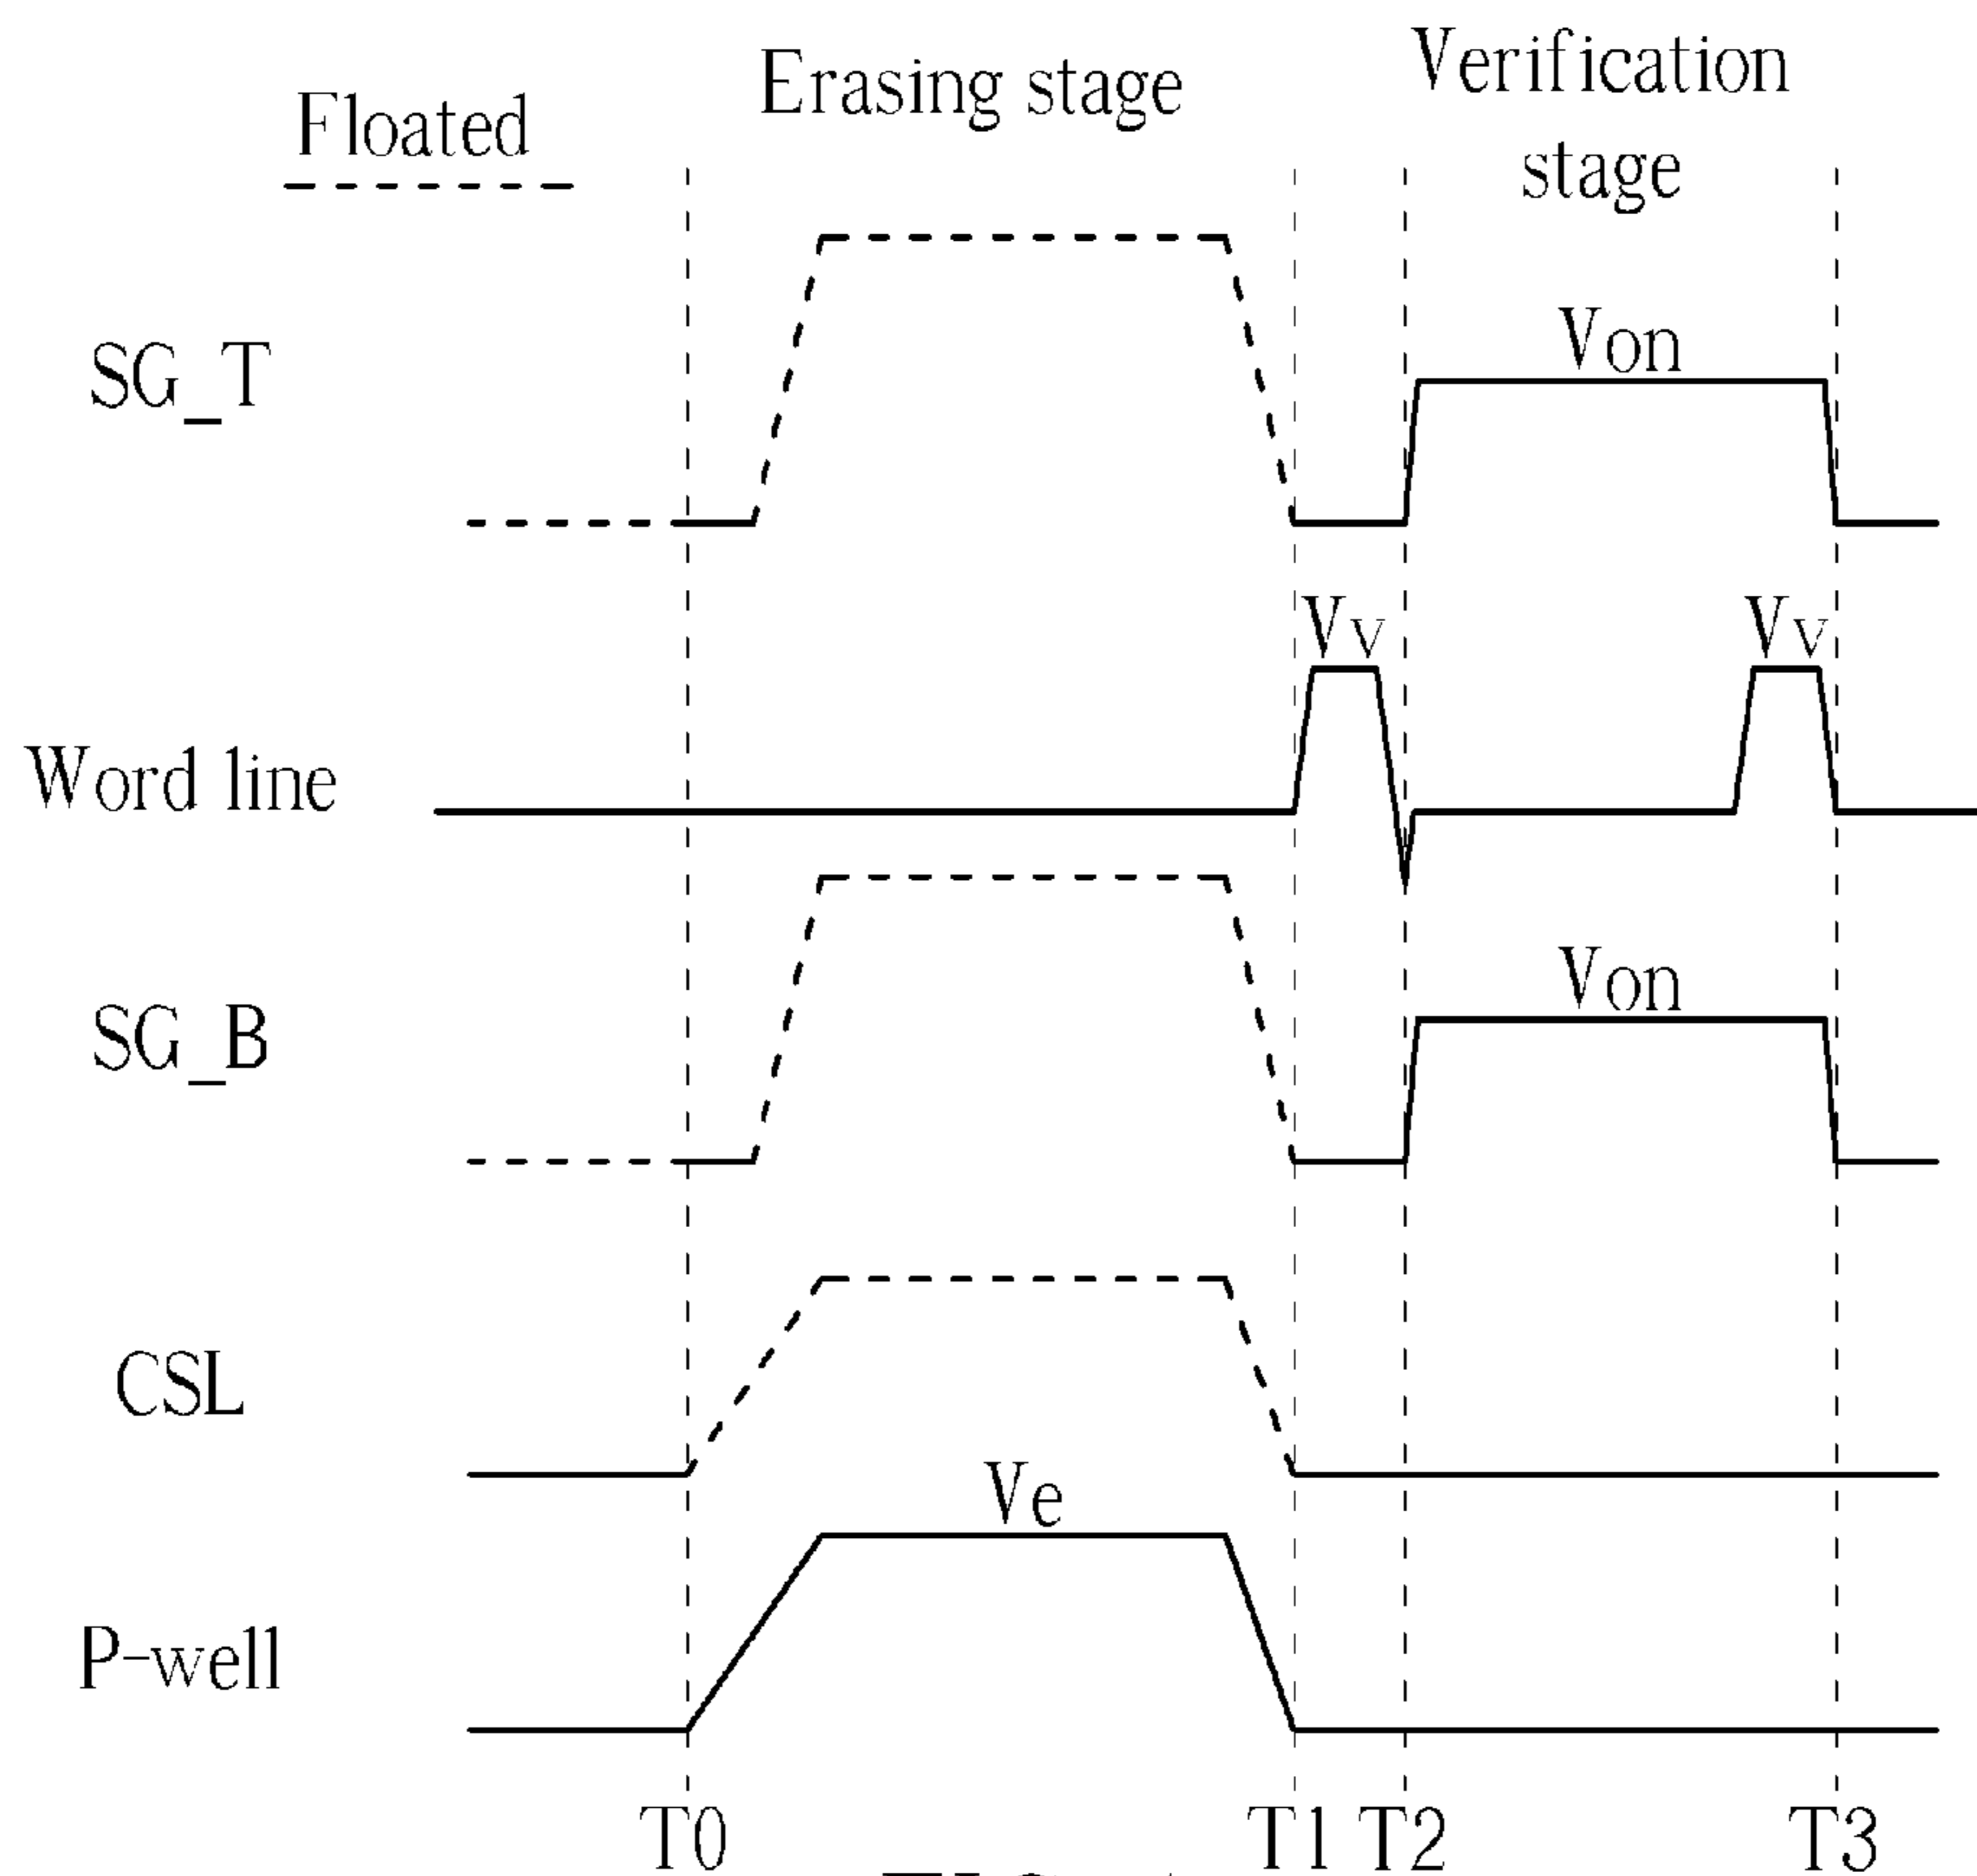 Floated
Erasing stage
Verification
stage
SG_T
Von
Word line
VV
VV
SG_B
Von
CSL
P-well
Ve
T0
T1
T2
T3